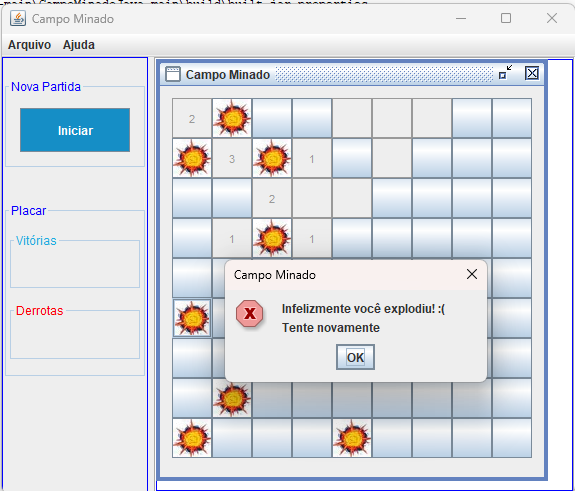 main\CampoMinadoJava-main\build\built-jar.properties
Campo Minado
Arquivo Ajuda
Nova Partida
Iniciar
Placar
Vitórias
Derrotas
Campo Minado
2
3 1
2
1 1
Campo Minado
Infelizmente você explodiu! :(
Tente novamente
OK